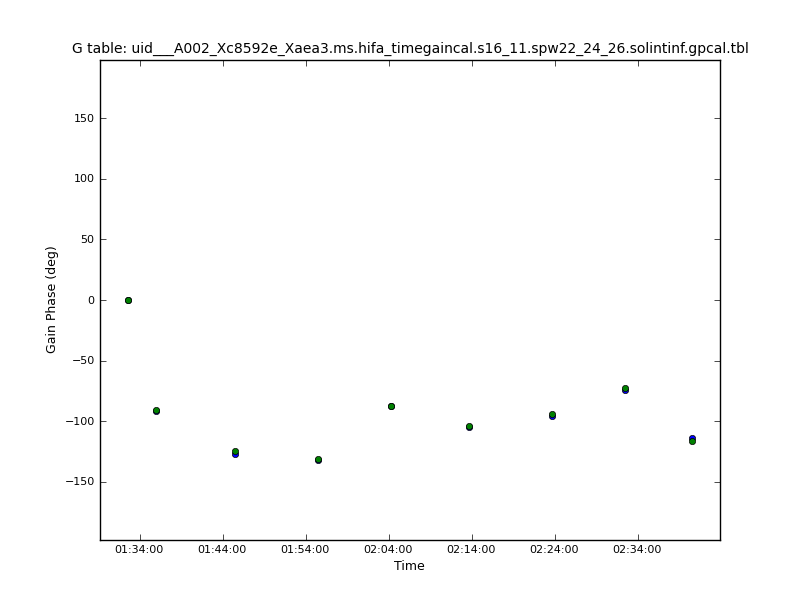 G table: uid___A002_Xc8592e_Xaea3.ms.hifa_timegaincal.s16_11.spw22_24_26.solintinf.gpcal.tbl
150
100
50
0
−50
−100
−150
Gain Phase (deg)
01:34:00 01:44:00 01:54:00 02:04:00 02:14:00 02:24:00 02:34:00
Time